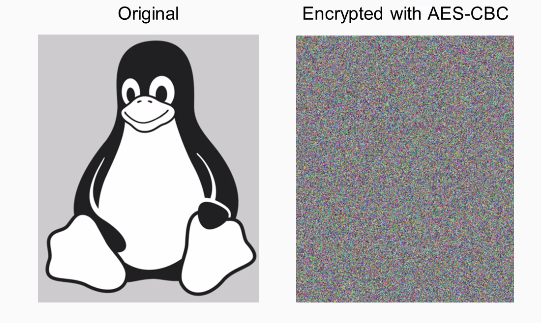 Original
Encrypted with AES-CBC